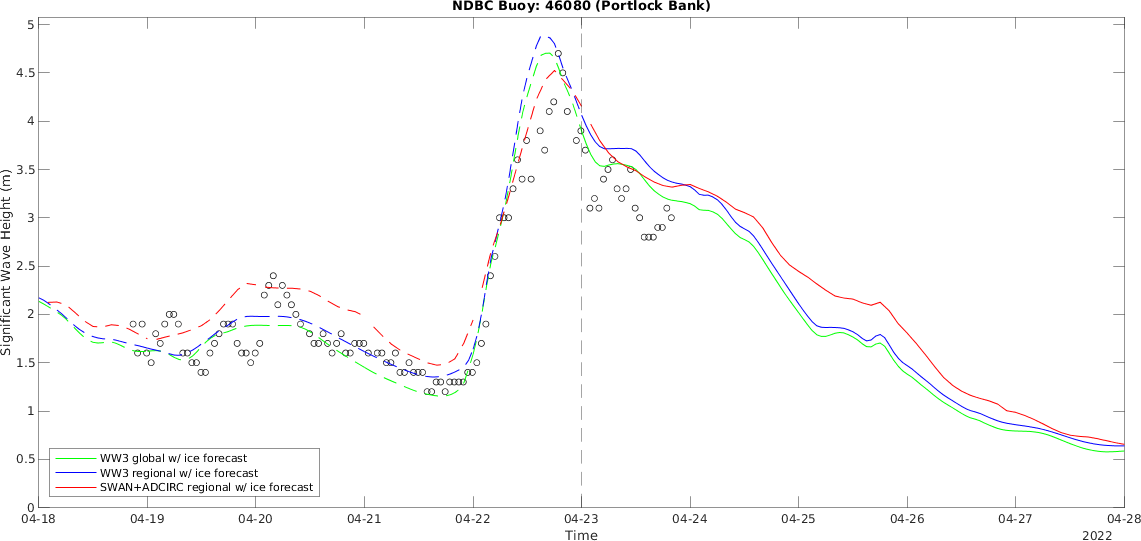 NDBC Buoy: 46080 (Portlock Bank)
5
4.5
4
3.5
3
2.5
2
1.5
1
0.5
0
Significant Wave Height (m)
WW3 global w/ ice forecast
WW3 regional w/ ice forecast
SWAN+ADCIRC regional w/ ice forecast
04-18 04-19 04-20 04-21 04-22 04-23 04-24 04-25 04-26 04-27 04-28
Time
2022